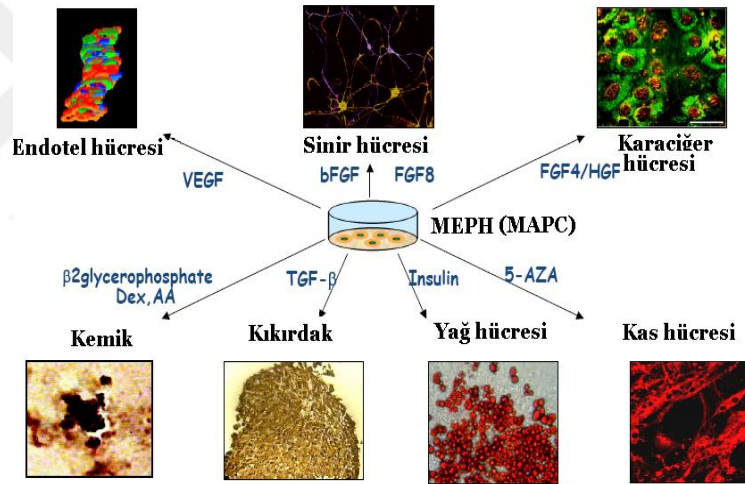 Endotel hücresi
Sinir hücresi
Karaciğer
hücresi
VEGF
bFGF
FGF8
FGF4/HGF
MEPH (MAPC)
β2glycerophosphate
Dex,AA
TGF-β
Insulin
5-AZA
Kemik
Kıkırdak
Yağ hücresi
Kas hücresi